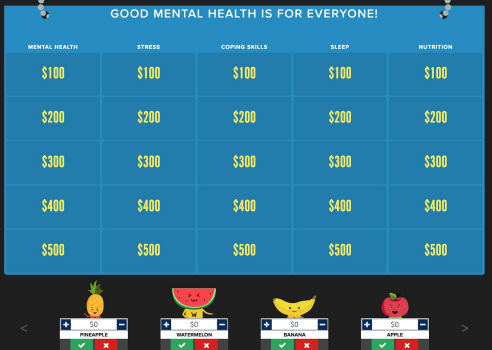 GOOD MENTAL HEALTH IS FOR EVERYONE!
MENTAL HEALTH STRESS COPING SKILLS SLEEP NUTRITION
$100 $100 $100 $100 $100
$200 $200 $200 $200 $200
$300 $300 $300 $300 $300
$400 $400 $400 $400 $400
$500 $500 $500 $500 $500
+ $0 − + $0 − + $0 − + $0 −
PINEAPPLE WATERMELON BANANA APPLE